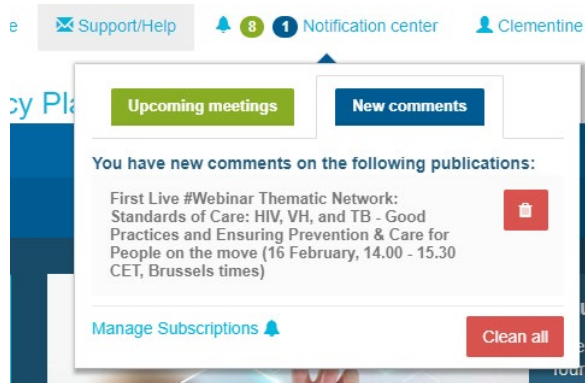 e Support/Help 8 1 Notification center Clementine
cy Pla
Upcoming meetings New comments
You have new comments on the following publications:
First Live #Webinar Thematic Network:
Standards of Care: HIV, VH, and TB - Good
Practices and Ensuring Prevention & Care for
People on the move (16 February, 14.00 - 15.30
CET, Brussels times)
Manage Subscriptions
Clean all